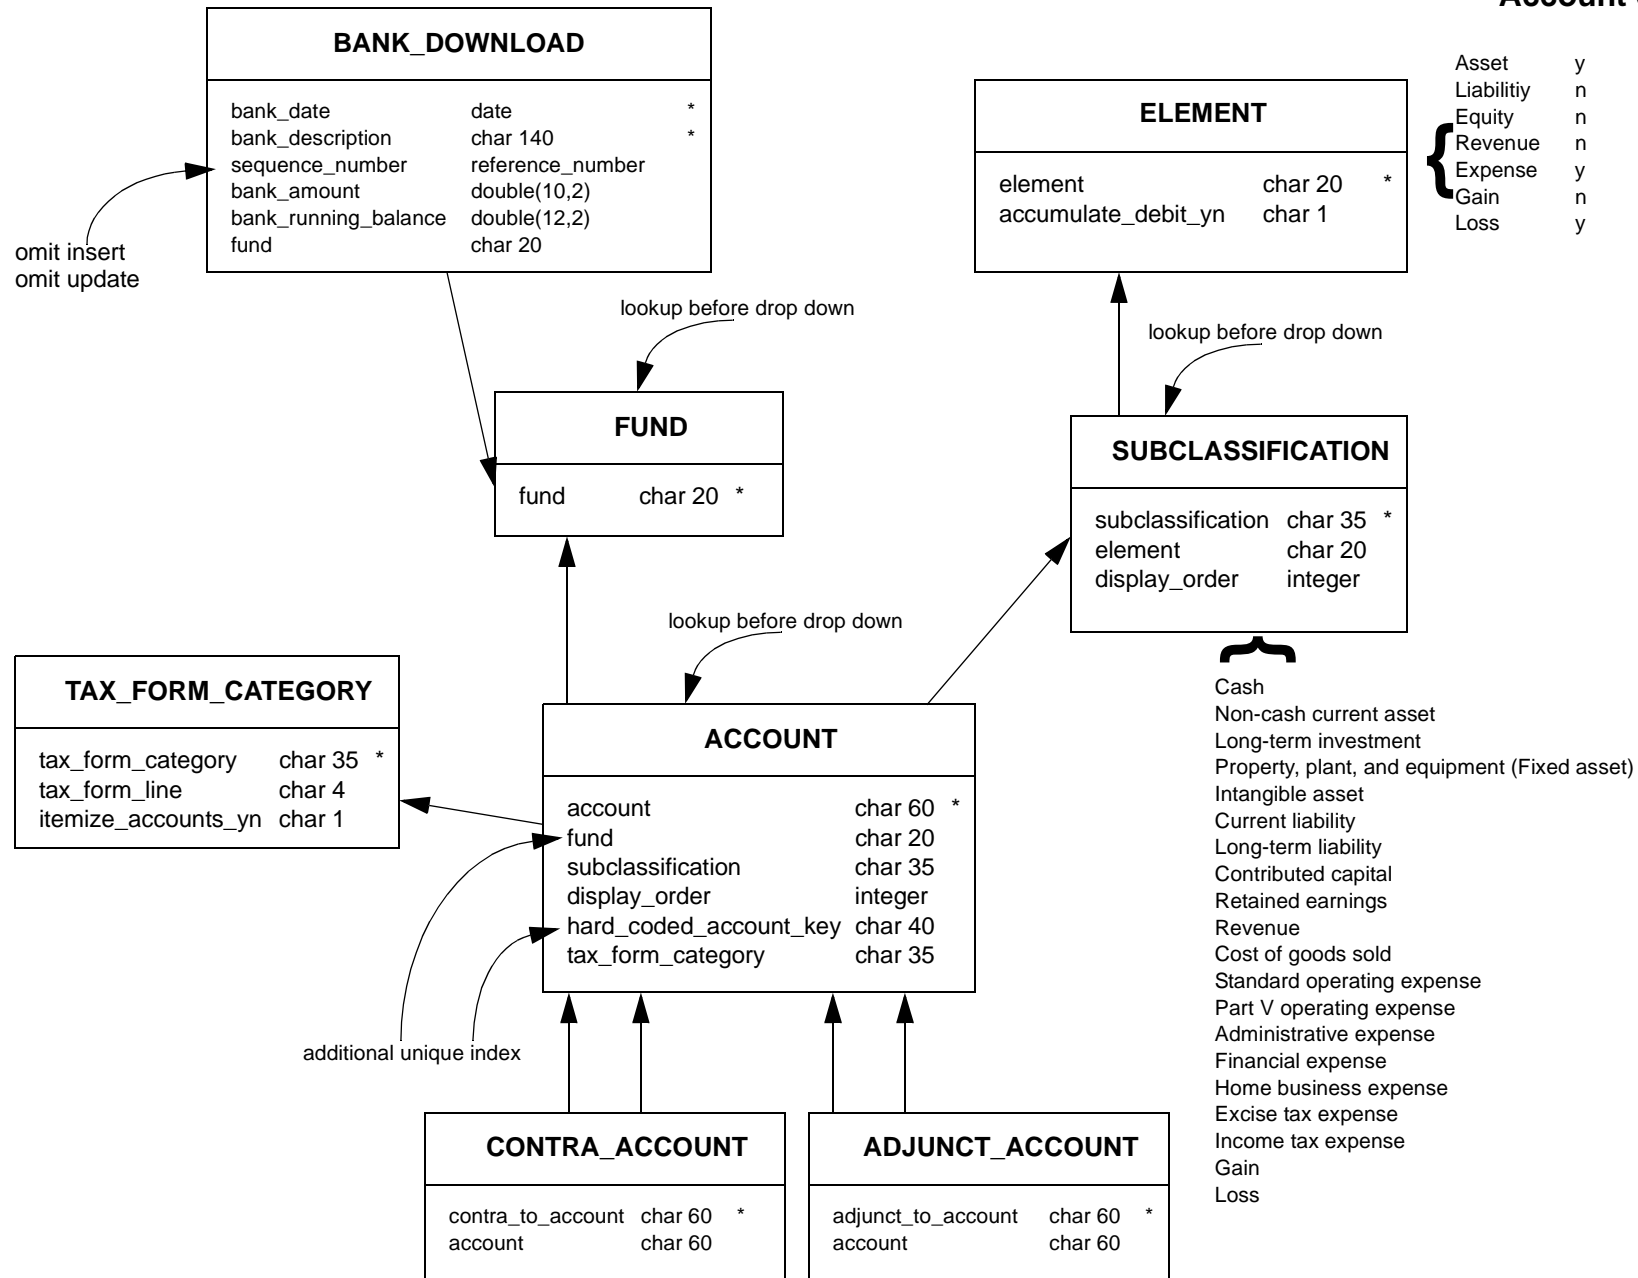 Account
BANK_DOWNLOAD
bank_date date *
bank_description char 140 *
sequence_number reference_number
bank_amount double(10,2)
bank_running_balance double(12,2)
fund char 20
omit insert
omit update
ELEMENT
element char 20 *
accumulate_debit_yn char 1
Asset y
Liabilitiy n
Equity n
Revenue n
Expense y
Gain n
Loss y
lookup before drop down
FUND
fund char 20 *
lookup before drop down
SUBCLASSIFICATION
subclassification char 35 *
element char 20
display_order integer
Cash
Non-cash current asset
Long-term investment
Property, plant, and equipment (Fixed asset)
Intangible asset
Current liability
Long-term liability
Contributed capital
Retained earnings
Revenue
Cost of goods sold
Standard operating expense
Part V operating expense
Administrative expense
Financial expense
Home business expense
Excise tax expense
Income tax expense
Gain
Loss
TAX_FORM_CATEGORY
tax_form_category char 35 *
tax_form_line char 4
itemize_accounts_yn char 1
lookup before drop down
ACCOUNT
account char 60 *
fund char 20
subclassification char 35
display_order integer
hard_coded_account_key char 40
tax_form_category char 35
additional unique index
CONTRA_ACCOUNT
contra_to_account char 60 *
account char 60
ADJUNCT_ACCOUNT
adjunct_to_account char 60 *
account char 60